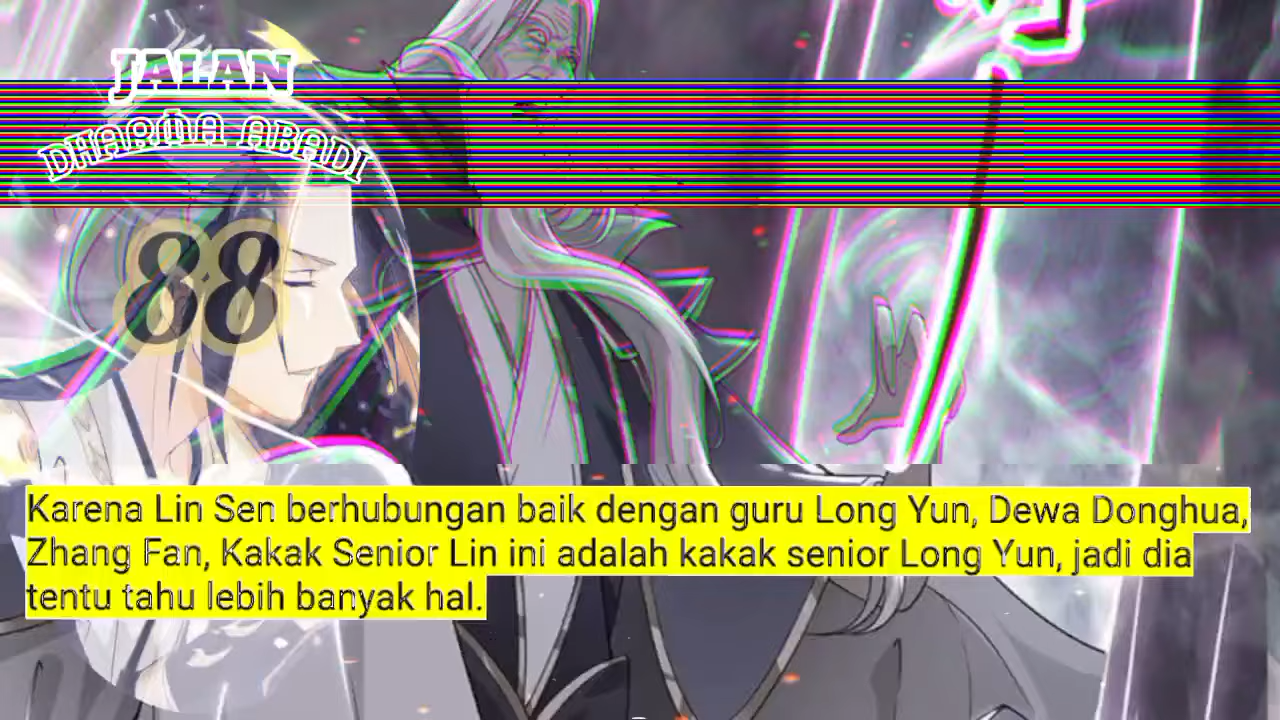 JALAN
DHARMA ABADI
88
Karena Lin Sen berhubungan baik dengan guru Long Yun, Dewa Donghua,
Zhang Fan, Kakak Senior Lin ini adalah kakak senior Long Yun, jadi dia
tentu tahu lebih banyak hal.